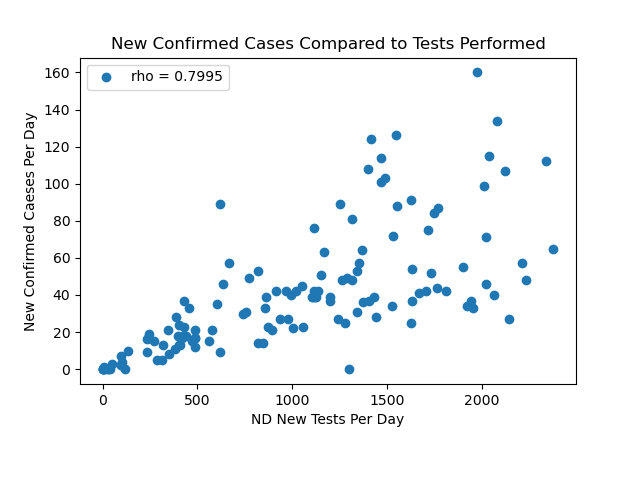 New Confirmed Cases Compared to Tests Performed
rho = 0.7995
160
140
120
100
80
60
40
20
0
New Confirmed Caeses Per Day
0 500 1000 1500 2000
ND New Tests Per Day